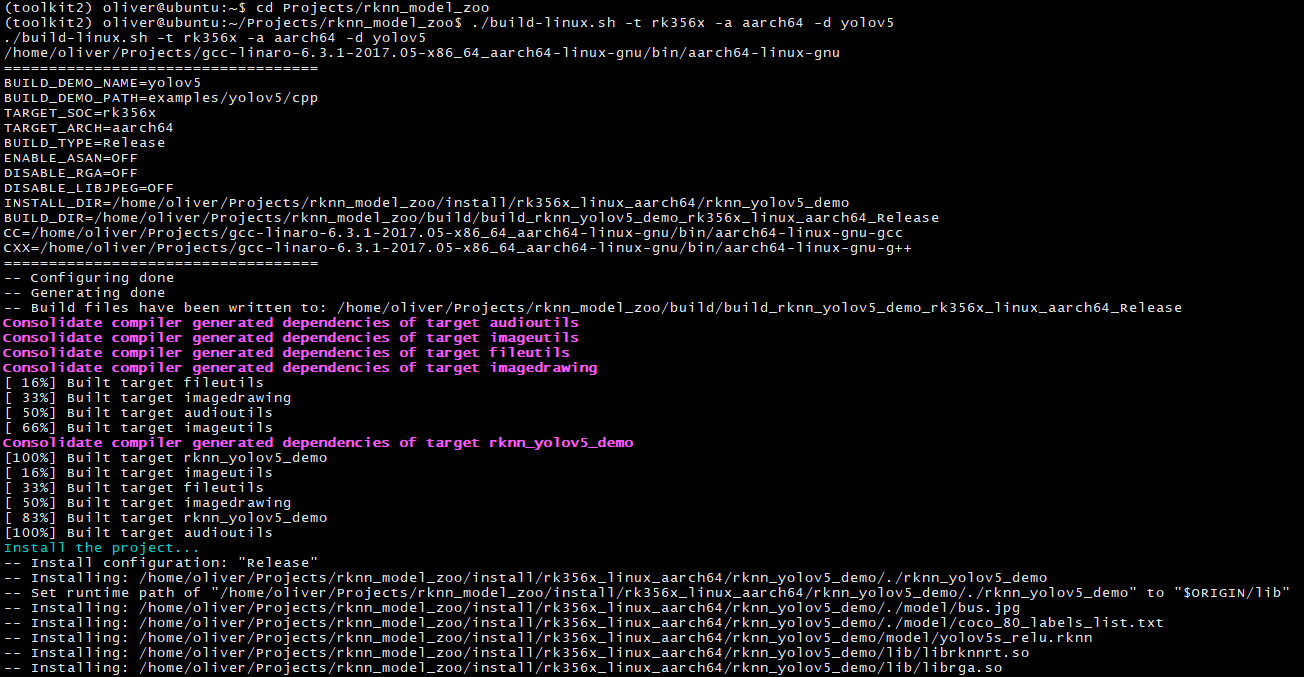 (toolkit2) oliver@ubuntu:~$ cd Projects/rknn_model_zoo
(toolkit2) oliver@ubuntu:~/Projects/rknn_model_zoo$ ./build-linux.sh -t rk356x -a aarch64 -d yolov5
./build-linux.sh -t rk356x -a aarch64 -d yolov5
/home/oliver/Projects/gcc-linaro-6.3.1-2017.05-x86_64_aarch64-linux-gnu/bin/aarch64-linux-gnu
===================================
BUILD_DEMO_NAME=yolov5
BUILD_DEMO_PATH=examples/yolov5/cpp
TARGET_SOC=rk356x
TARGET_ARCH=aarch64
BUILD_TYPE=Release
ENABLE_ASAN=OFF
DISABLE_RGA=OFF
DISABLE_LIBJPEG=OFF
INSTALL_DIR=/home/oliver/Projects/rknn_model_zoo/install/rk356x_linux_aarch64/rknn_yolov5_demo
BUILD_DIR=/home/oliver/Projects/rknn_model_zoo/build/build_rknn_yolov5_demo_rk356x_linux_aarch64_Release
CC=/home/oliver/Projects/gcc-linaro-6.3.1-2017.05-x86_64_aarch64-linux-gnu/bin/aarch64-linux-gnu-gcc
CXX=/home/oliver/Projects/gcc-linaro-6.3.1-2017.05-x86_64_aarch64-linux-gnu/bin/aarch64-linux-gnu-g++
===================================
-- Configuring done
-- Generating done
-- Build files have been written to: /home/oliver/Projects/rknn_model_zoo/build/build_rknn_yolov5_demo_rk356x_linux_aarch64_Release
Consolidate compiler generated dependencies of target audioutils
Consolidate compiler generated dependencies of target imageutils
Consolidate compiler generated dependencies of target fileutils
Consolidate compiler generated dependencies of target imagedrawing
[ 16%] Built target fileutils
[ 33%] Built target imagedrawing
[ 50%] Built target audioutils
[ 66%] Built target imageutils
Consolidate compiler generated dependencies of target rknn_yolov5_demo
[100%] Built target rknn_yolov5_demo
[ 16%] Built target imageutils
[ 33%] Built target fileutils
[ 50%] Built target imagedrawing
[ 83%] Built target rknn_yolov5_demo
[100%] Built target audioutils
Install the project...
-- Install configuration: "Release"
-- Installing: /home/oliver/Projects/rknn_model_zoo/install/rk356x_linux_aarch64/rknn_yolov5_demo/./rknn_yolov5_demo
-- Set runtime path of "/home/oliver/Projects/rknn_model_zoo/install/rk356x_linux_aarch64/rknn_yolov5_demo/./rknn_yolov5_demo" to "$ORIGIN/lib"
-- Installing: /home/oliver/Projects/rknn_model_zoo/install/rk356x_linux_aarch64/rknn_yolov5_demo/./model/bus.jpg
-- Installing: /home/oliver/Projects/rknn_model_zoo/install/rk356x_linux_aarch64/rknn_yolov5_demo/./model/coco_80_labels_list.txt
-- Installing: /home/oliver/Projects/rknn_model_zoo/install/rk356x_linux_aarch64/rknn_yolov5_demo/model/yolov5s_relu.rknn
-- Installing: /home/oliver/Projects/rknn_model_zoo/install/rk356x_linux_aarch64/rknn_yolov5_demo/lib/librknnrt.so
-- Installing: /home/oliver/Projects/rknn_model_zoo/install/rk356x_linux_aarch64/rknn_yolov5_demo/lib/librga.so